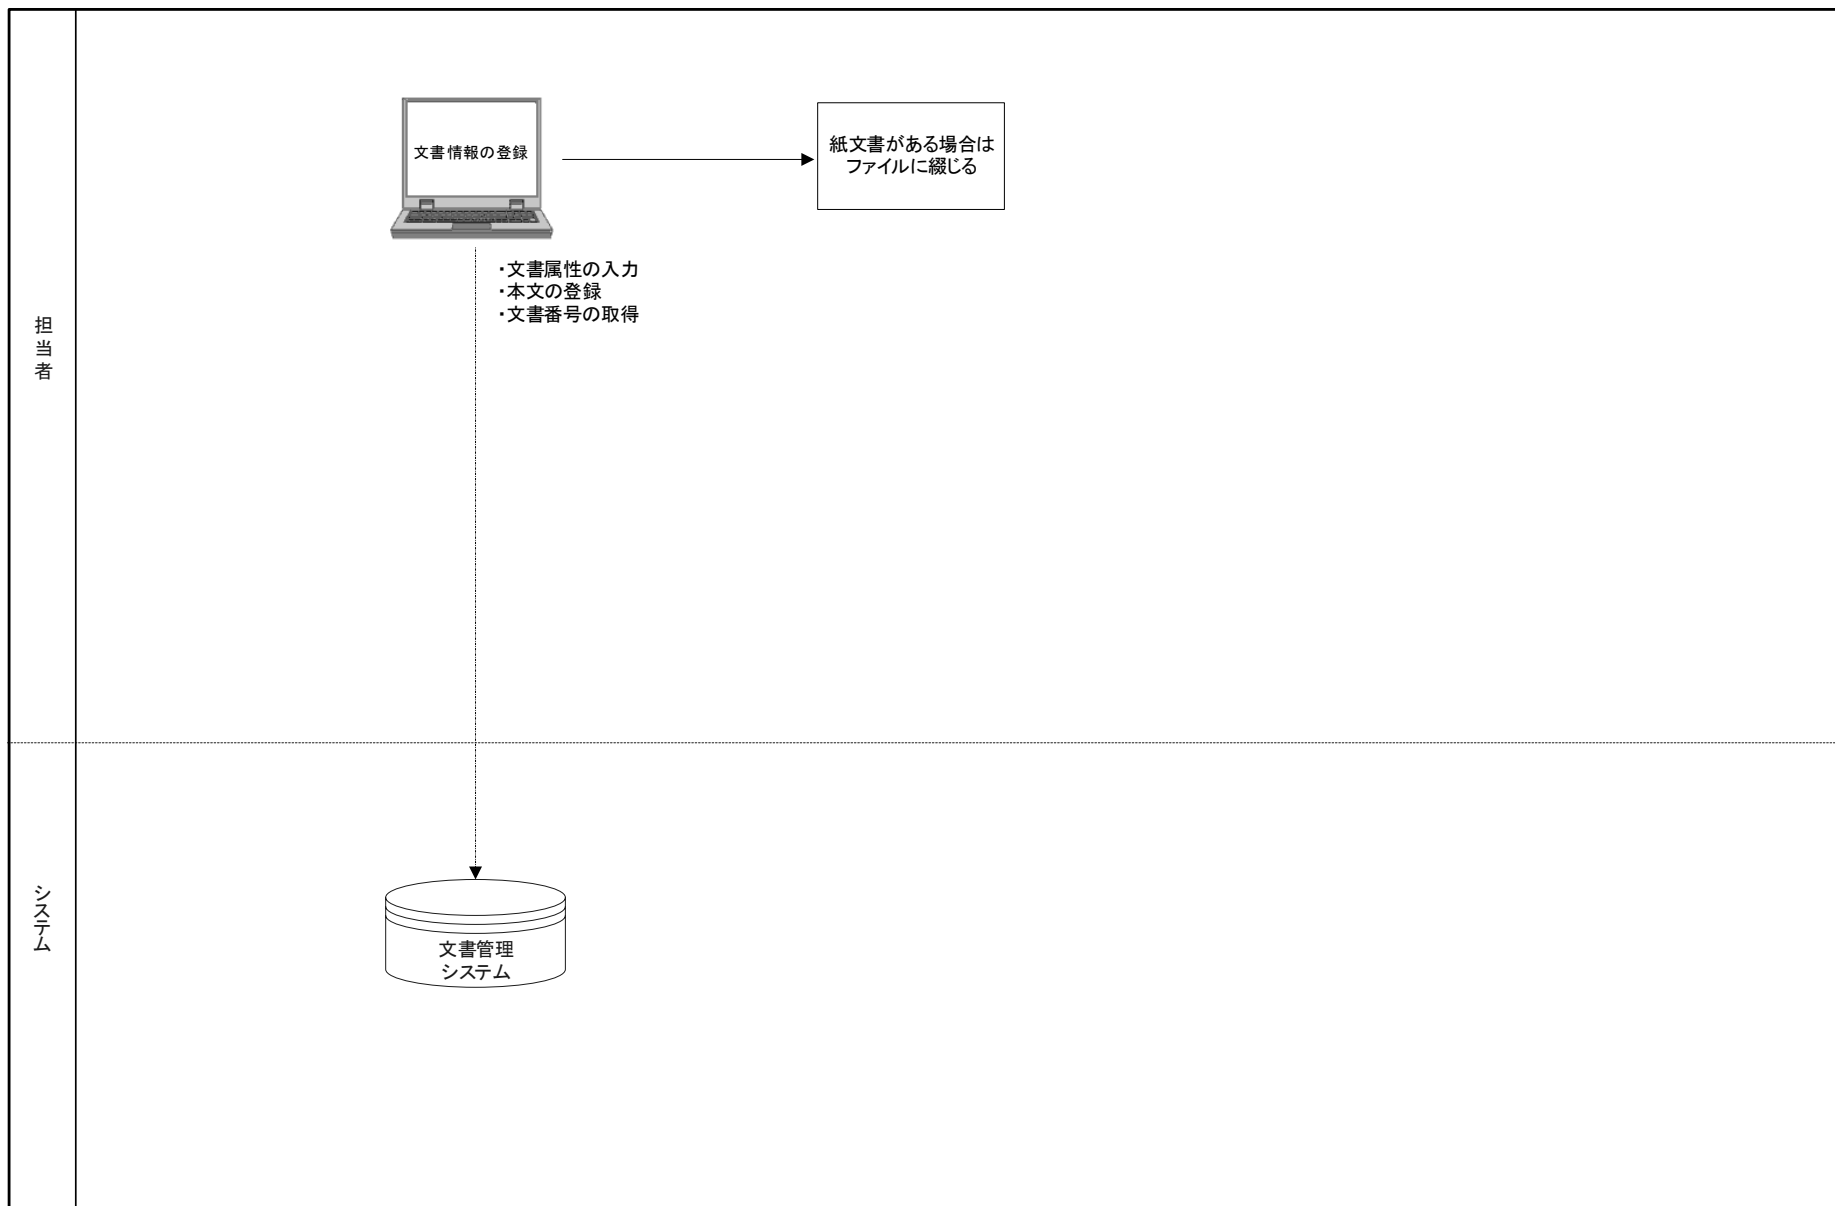 担当者
文書情報の登録
紙文書がある場合は
ファイルに綴じる
・文書属性の入力
・本文の登録
・文書番号の取得
システム
文書管理
システム